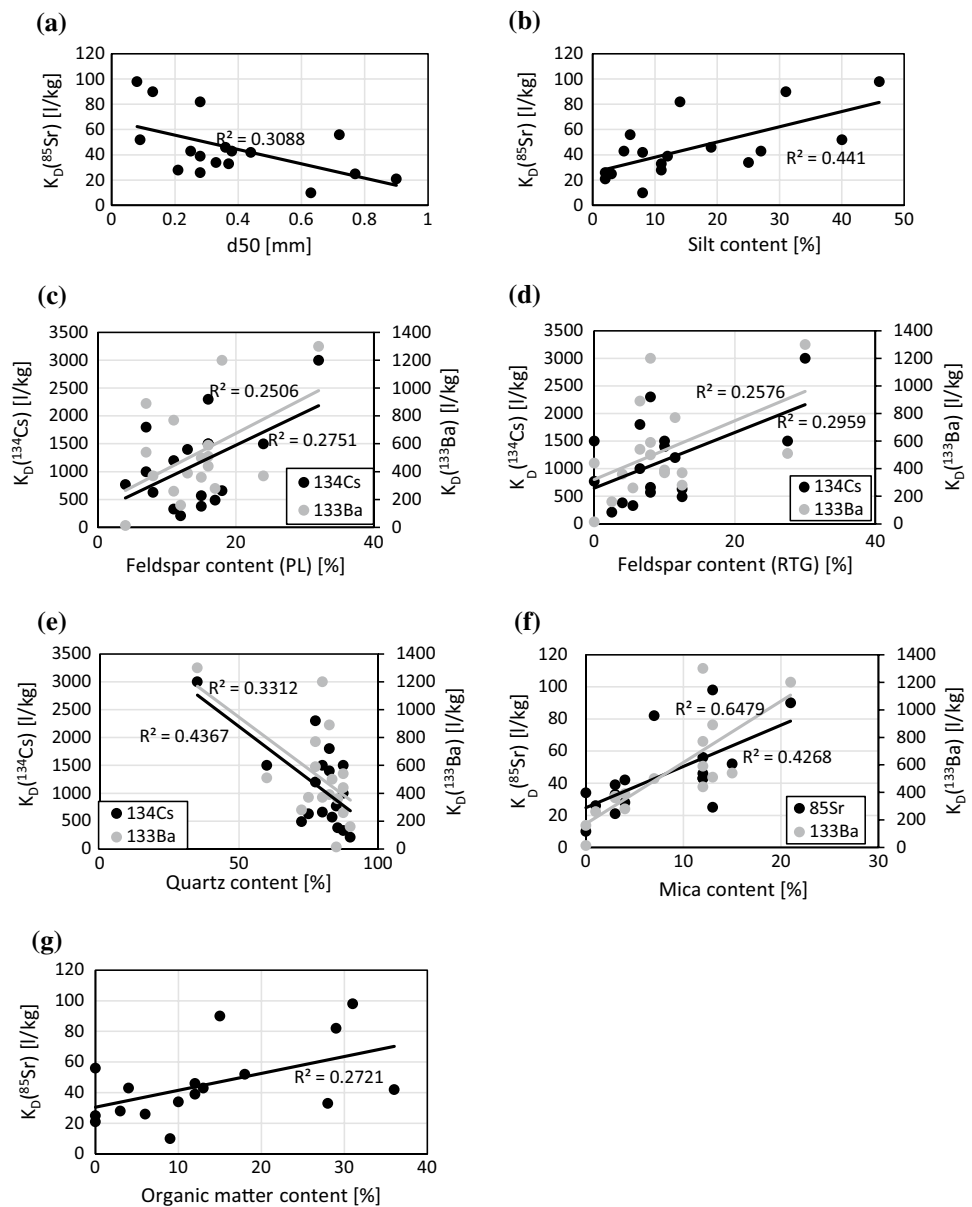 (a)
120
100
80
60
40
20
0
K_D(⁸⁵Sr) [l/kg]
R² = 0.3088
0 0.2 0.4 0.6 0.8 1
d50 [mm]
(b)
120
100
80
60
40
20
0
K_D(⁸⁵Sr) [l/kg]
R² = 0.441
0 10 20 30 40 50
Silt content [%]
(c)
3500
3000
2500
2000
1500
1000
500
0
K_D(¹³⁴Cs) [l/kg]
R² = 0.2506
R² = 0.2751
134Cs
133Ba
1400
1200
1000
800
600
400
200
0
K_D(¹³³Ba) [l/kg]
0 20 40
Feldspar content (PL) [%]
(d)
3500
3000
2500
2000
1500
1000
500
0
K_D(¹³⁴Cs) [l/kg]
R² = 0.2576
R² = 0.2959
134Cs
133Ba
1400
1200
1000
800
600
400
200
0
K_D(¹³³Ba) [l/kg]
0 20 40
Feldspar content (RTG) [%]
(e)
3500
3000
2500
2000
1500
1000
500
0
K_D(¹³⁴Cs) [l/kg]
R² = 0.3312
R² = 0.4367
134Cs
133Ba
1400
1200
1000
800
600
400
200
0
K_D(¹³³Ba) [l/kg]
0 50 100
Quartz content [%]
(f)
120
100
80
60
40
20
0
K_D(⁸⁵Sr) [l/kg]
R² = 0.6479
R² = 0.4268
85Sr
133Ba
1400
1200
1000
800
600
400
200
0
K_D(¹³³Ba) [l/kg]
0 10 20 30
Mica content [%]
(g)
120
100
80
60
40
20
0
K_D(⁸⁵Sr) [l/kg]
R² = 0.2721
0 10 20 30 40
Organic matter content [%]